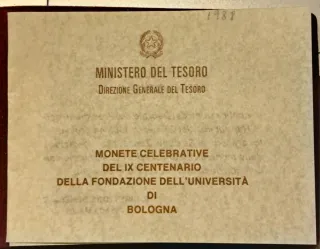 1988
MINISTERO DEL TESORO
DIREZIONE GENERALE DEL TESORO
MONETE CELEBRATIVE
DEL IX CENTENARIO
DELLA FONDAZIONE DELL'UNIVERSITÀ
DI
BOLOGNA